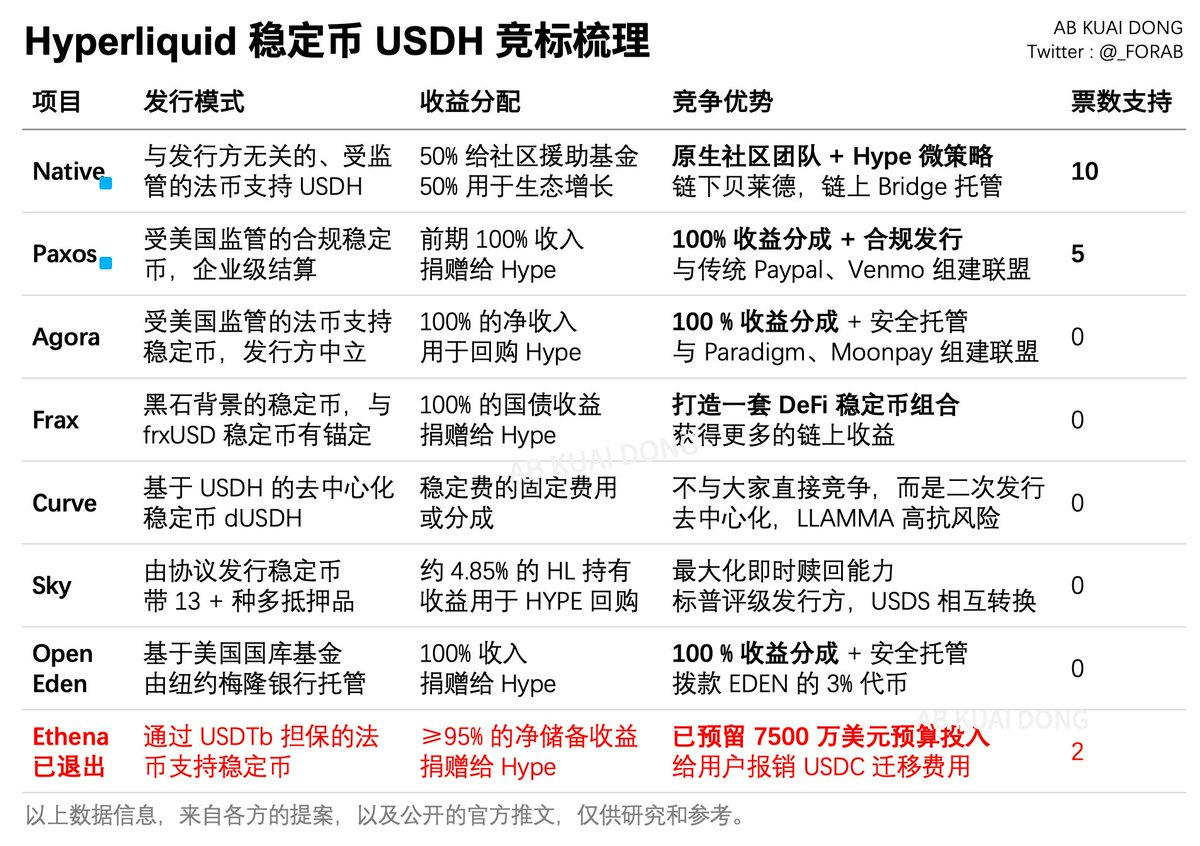 Hyperliquid 稳定币 USDH 竞标梳理
AB KUAI DONG
Twitter : @_FORAB
项目 发行模式 收益分配 竞争优势 票数支持
Native 与发行方无关的、受监管的法币支持 USDH 50% 给社区援助基金 50% 用于生态增长 原生社区团队 + Hype 微策略 链下贝莱德，链上 Bridge 托管 10
Paxos 受美国监管的合规稳定币，企业级结算 前期 100% 收入 捐赠给 Hype 100% 收益分成 + 合规发行 与传统 Paypal、Venmo 组建联盟 5
Agora 受美国监管的法币支持稳定币，发行方中立 100% 的净收入 用于回购 Hype 100 % 收益分成 + 安全托管 与 Paradigm、Moonpay 组建联盟 0
Frax 黑石背景的稳定币，与 frxUSD 稳定币有锚定 100% 的国债收益 捐赠给 Hype 打造一套 DeFi 稳定币组合 获得更多的链上收益 0
Curve 基于 USDH 的去中心化稳定币 dUSDH 稳定费的固定费用或分成 不与大家直接竞争，而是二次发行 去中心化，LLAMMA 高抗风险 0
Sky 由协议发行稳定币 带 13 + 种多抵押品 约 4.85% 的 HL 持有收益用于 HYPE 回购 最大化即时赎回能力 标普评级发行方，USDS 相互转换 0
Open Eden 基于美国国库基金 由纽约梅隆银行托管 100% 收入 捐赠给 Hype 100 % 收益分成 + 安全托管 拨款 EDEN 的 3% 代币 0
Ethena 已退出 通过 USDTb 担保的法币支持稳定币 ≥95% 的净储备收益 捐赠给 Hype 已预留 7500 万美元预算投入 给用户报销 USDC 迁移费用 2
AB KUAI DONG
AB KUAI DONG
以上数据信息，来自各方的提案，以及公开的官方推文，仅供研究和参考。